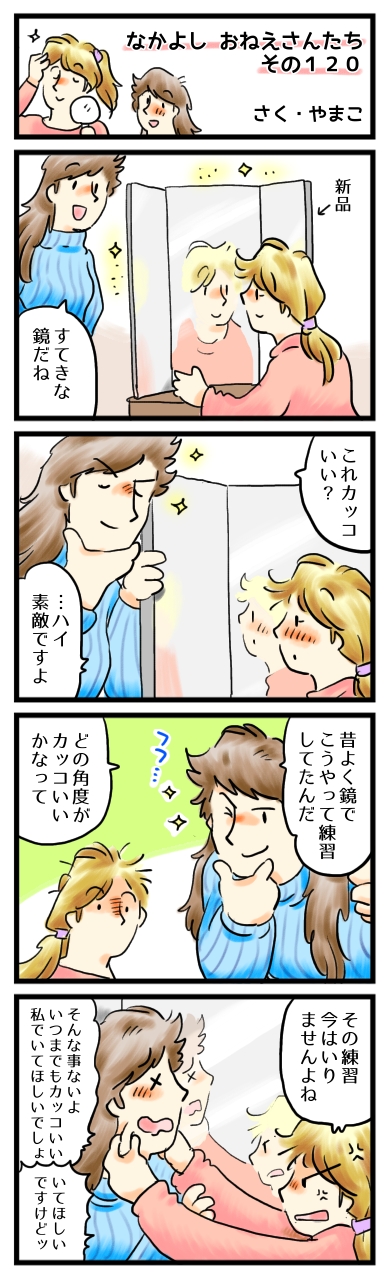 なかよし おねえさんたち
その１２０
さく・やまこ
新品
すてきな
鏡だね
これカッコ
いい？
…ハイ
素敵ですよ
昔よく鏡で
こうやって練習
してたんだ
フフ…
どの角度が
カッコいい
かなって
その練習
今はいり
ませんよね
そんな事ないよ
いつまでもカッコいい
私でいてほしいでしょ
いてほしい
ですけどッ